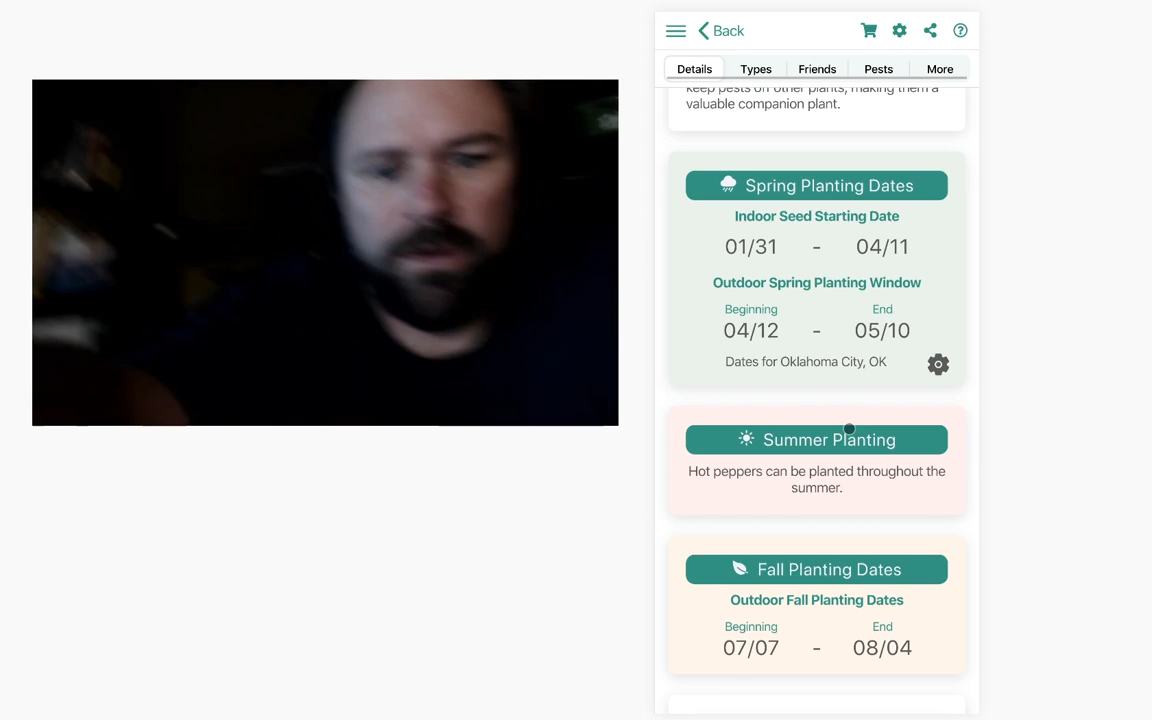 Back
Details Types Friends Pests More
keep pests off other plants, making them a
valuable companion plant.
Spring Planting Dates
Indoor Seed Starting Date
01/31 - 04/11
Outdoor Spring Planting Window
Beginning End
04/12 - 05/10
Dates for Oklahoma City, OK
Summer Planting
Hot peppers can be planted throughout the
summer.
Fall Planting Dates
Outdoor Fall Planting Dates
Beginning End
07/07 - 08/04